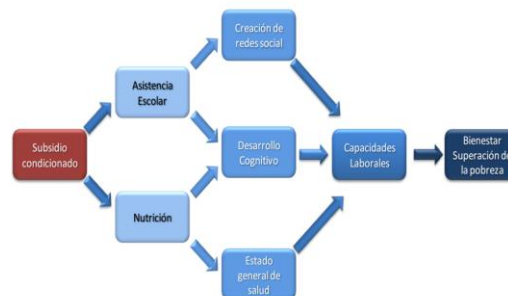 Creación de
redes social
Asistencia
Escolar
Subsidio
condicionado
Desarrollo
Cognitivo
Capacidades
Laborales
Bienestar
Superación de
la pobreza
Nutrición
Estado
general de
salud